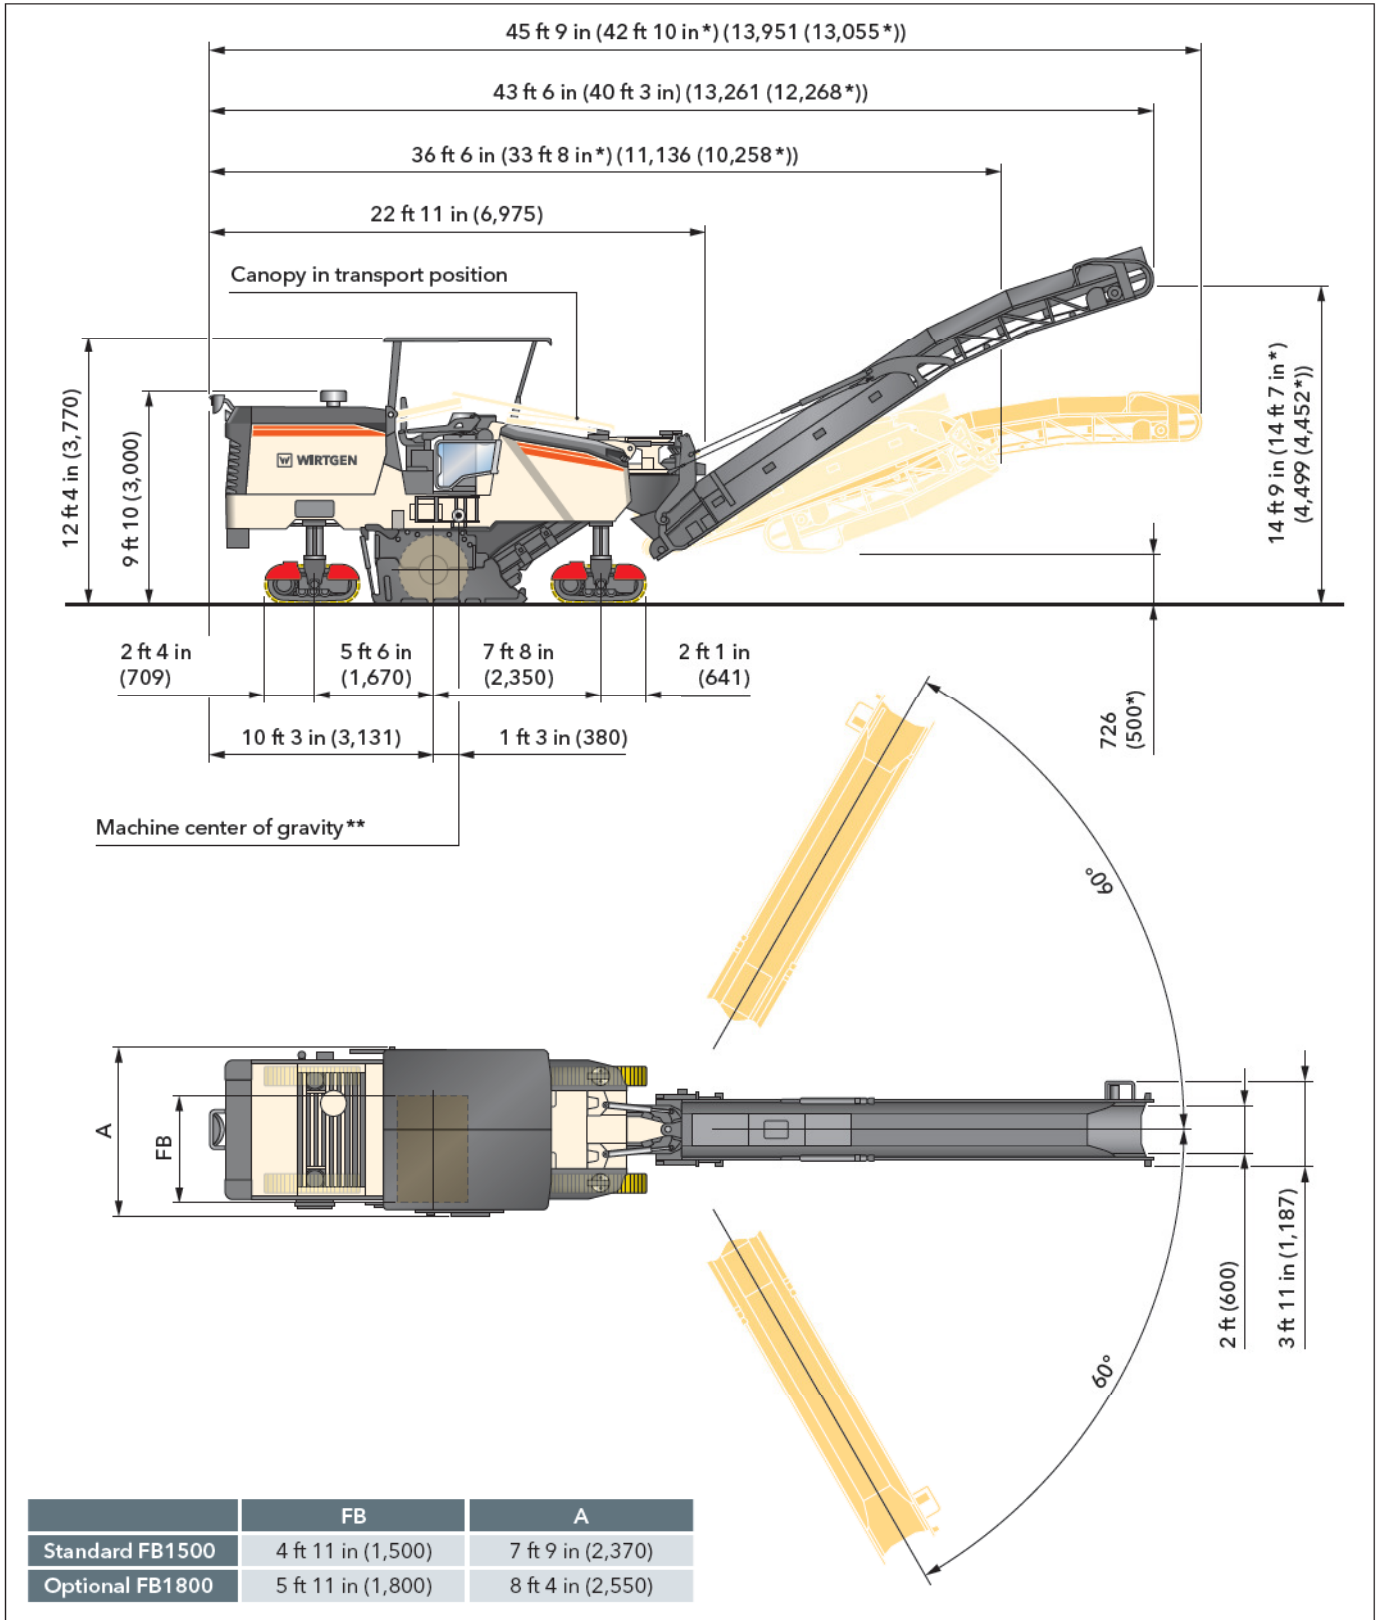 45 ft 9 in (42 ft 10 in*) (13,951 (13,055*))
43 ft 6 in (40 ft 3 in) (13,261 (12,268*))
36 ft 6 in (33 ft 8 in*) (11,136 (10,258*))
22 ft 11 in (6,975)
Canopy in transport position
12 ft 4 in (3,770)
9 ft 10 (3,000)
W WIRTGEN
14 ft 9 in (14 ft 7 in*)
(4,499 (4,452*))
2 ft 4 in
(709)
5 ft 6 in
(1,670)
7 ft 8 in
(2,350)
2 ft 1 in
(641)
726
(500*)
10 ft 3 in (3,131)
1 ft 3 in (380)
Machine center of gravity**
60°
A
FB
2 ft (600)
3 ft 11 in (1,187)
60°
FB A
Standard FB1500 4 ft 11 in (1,500) 7 ft 9 in (2,370)
Optional FB1800 5 ft 11 in (1,800) 8 ft 4 in (2,550)